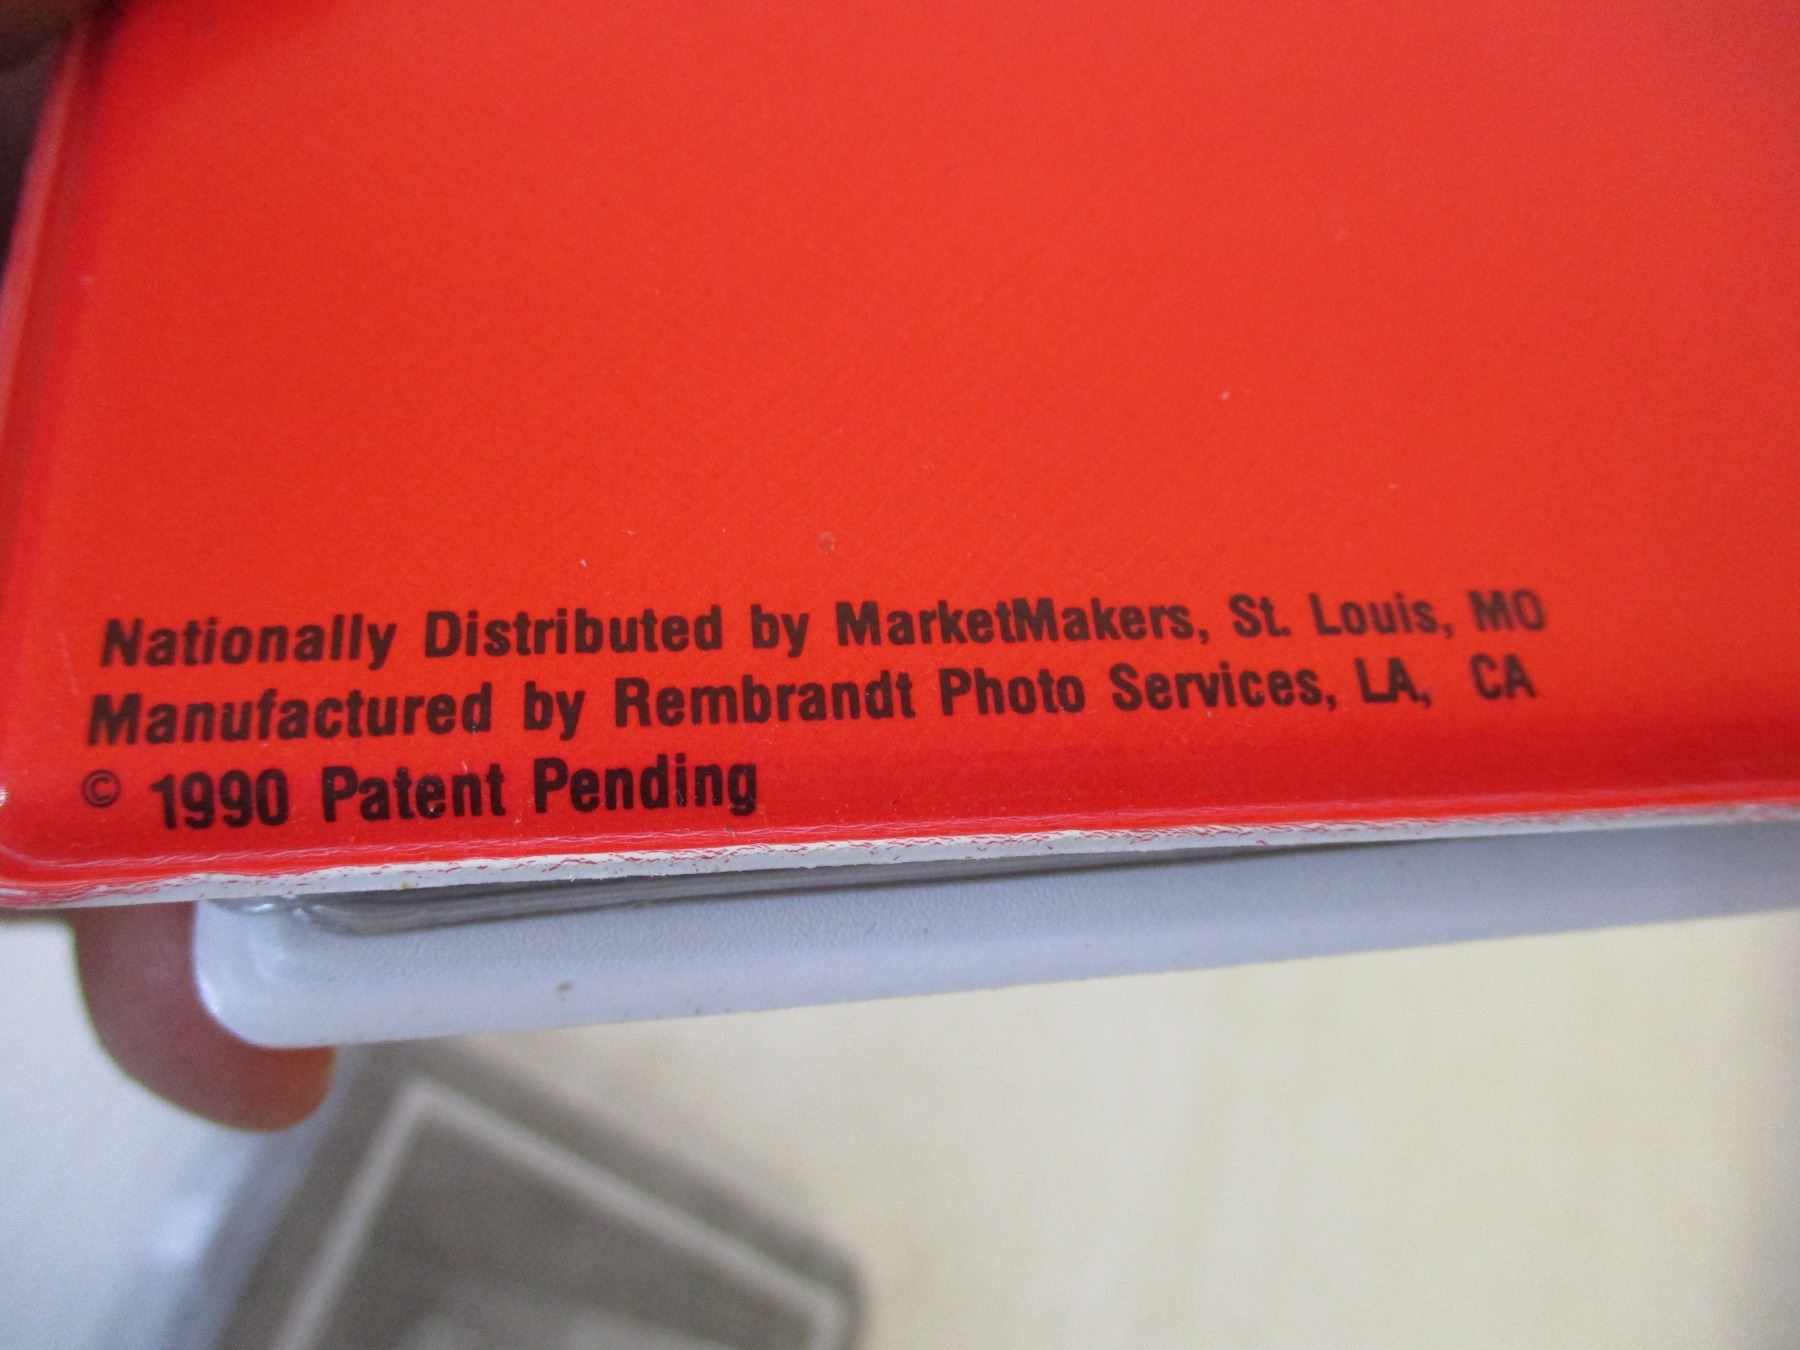 Nationally Distributed by MarketMakers, St. Louis, MO
Manufactured by Rembrandt Photo Services, LA, CA
© 1990 Patent Pending